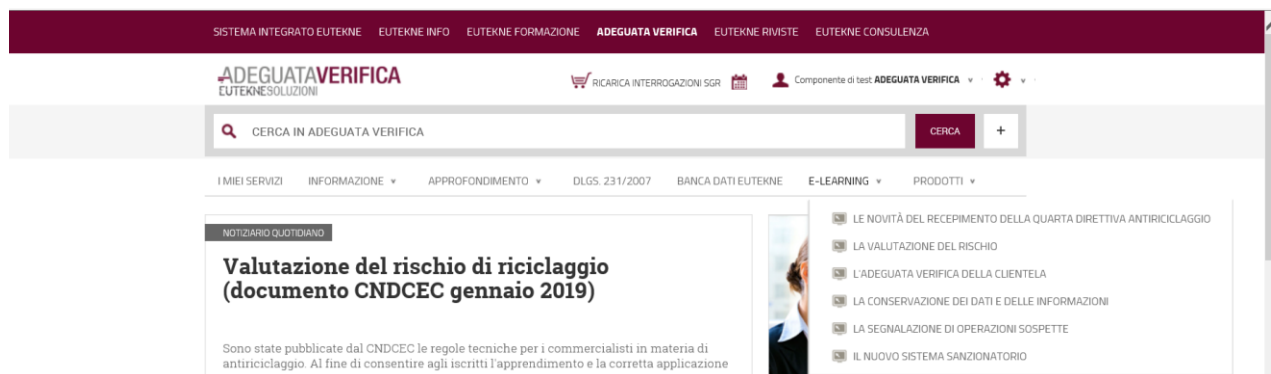 SISTEMA INTEGRATO EUTEKNE EUTEKNE INFO EUTEKNE FORMAZIONE ADEGUATA VERIFICA EUTEKNE RIVISTE EUTEKNE CONSULENZA
ADEGUATAVERIFICA
EUTEKNESOLUZIONI
RICARICA INTERROGAZIONI SGR
Componente di test ADEGUATA VERIFICA
CERCA IN ADEGUATA VERIFICA
CERCA
+
I MIEI SERVIZI INFORMAZIONE APPROFONDIMENTO DLGS. 231/2007 BANCA DATI EUTEKNE E-LEARNING PRODOTTI
NOTIZIARIO QUOTIDIANO
Valutazione del rischio di riciclaggio
(documento CNDCEC gennaio 2019)
Sono state pubblicate dal CNDCEC le regole tecniche per i commercialisti in materia di
antiriciclaggio. Al fine di consentire agli iscritti l'apprendimento e la corretta applicazione
LE NOVITÀ DEL RECEPIMENTO DELLA QUARTA DIRETTIVA ANTIRICICLAGGIO
LA VALUTAZIONE DEL RISCHIO
L'ADEGUATA VERIFICA DELLA CLIENTELA
LA CONSERVAZIONE DEI DATI E DELLE INFORMAZIONI
LA SEGNALAZIONE DI OPERAZIONI SOSPETTE
IL NUOVO SISTEMA SANZIONATORIO